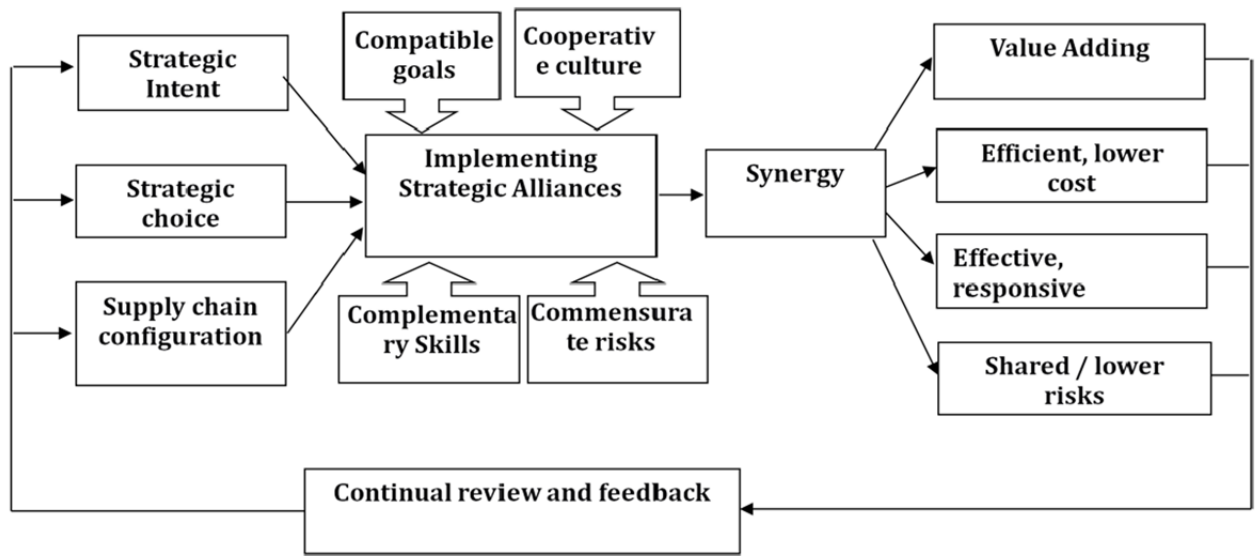 Strategic
Intent
Strategic
choice
Supply chain
configuration
Compatible
goals
Cooperativ
e culture
Implementing
Strategic Alliances
Complementa
ry Skills
Commensura
te risks
Synergy
Value Adding
Efficient, lower
cost
Effective,
responsive
Shared / lower
risks
Continual review and feedback